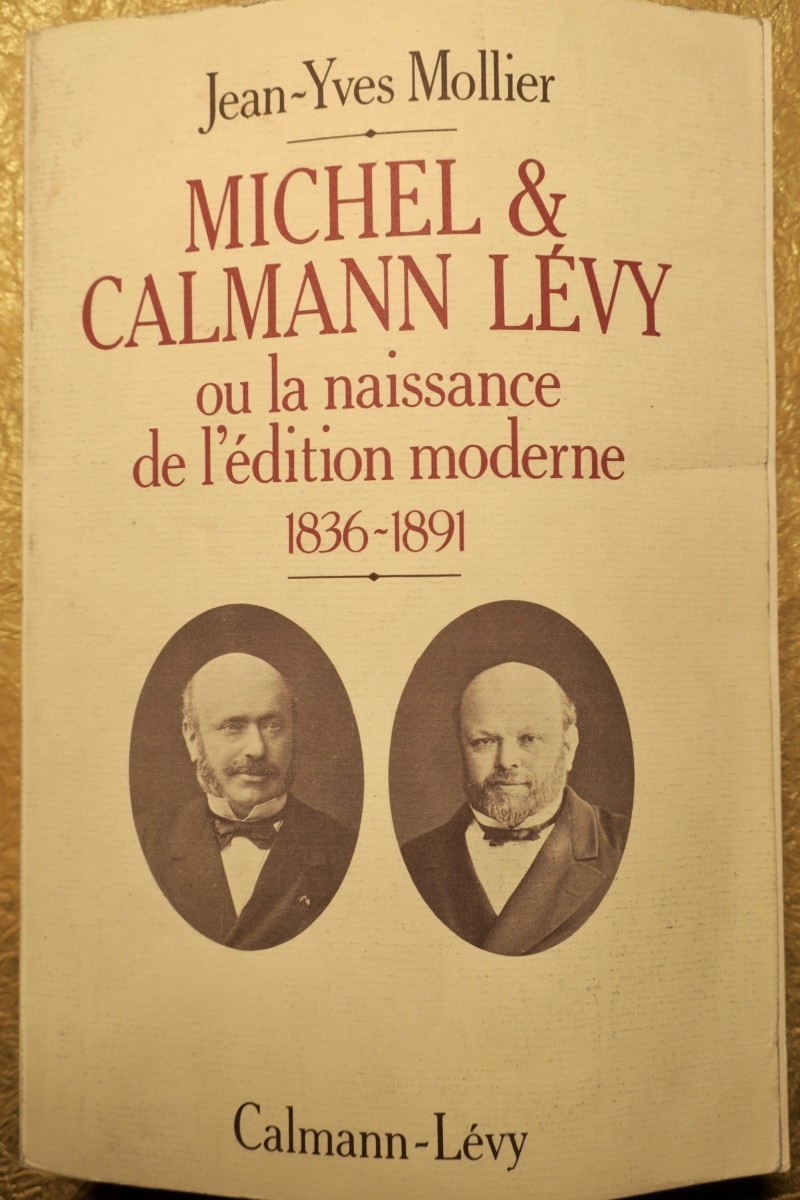 Jean-Yves Mollier
MICHEL &
CALMANN LÉVY
ou la naissance
de l'édition moderne
1836-1891
Calmann-Lévy